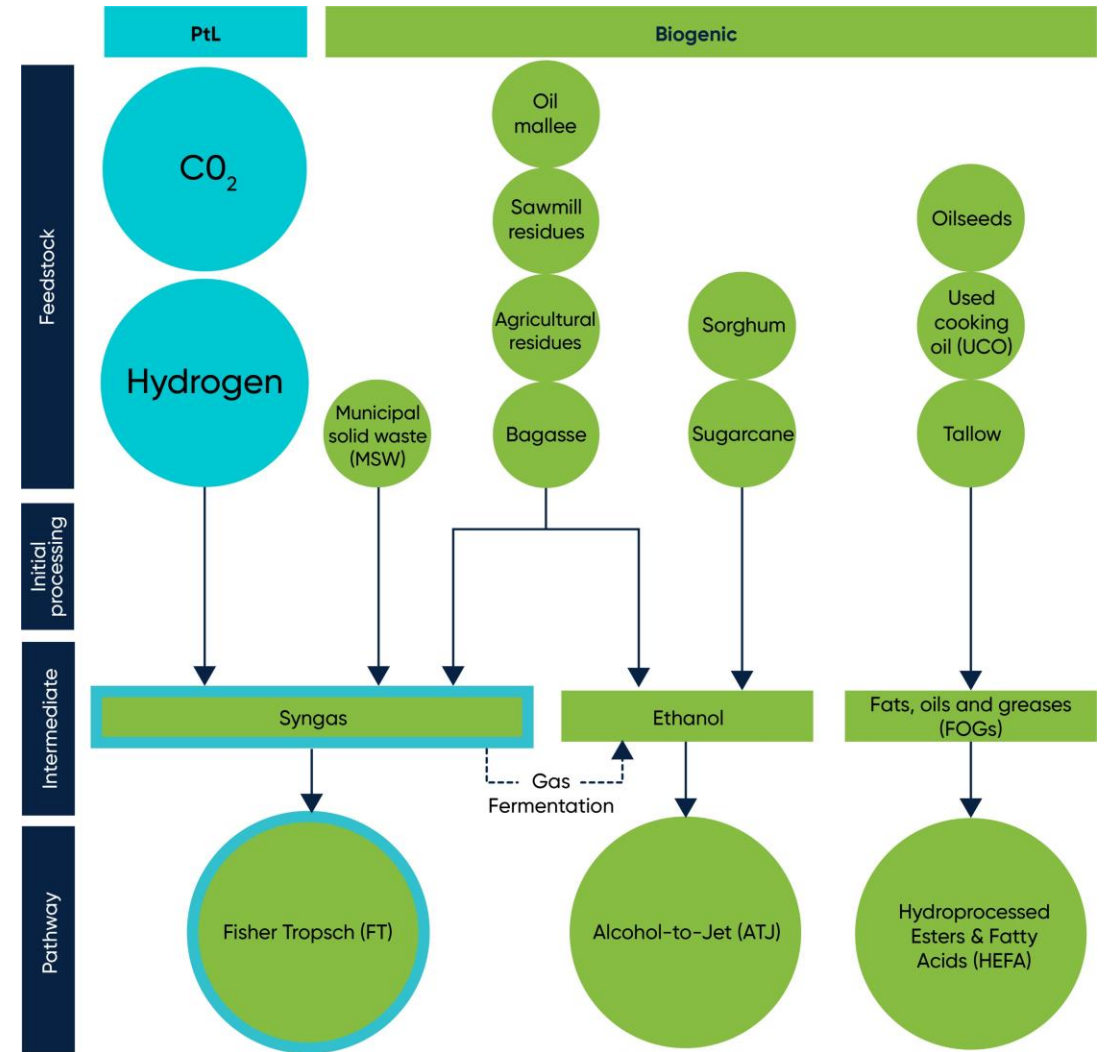 PtL
Biogenic
Feedstock
Initial
processing
Intermediate
Pathway
C0₂
Hydrogen
Municipal
solid waste
(MSW)
Oil
mallee
Sawmill
residues
Agricultural
residues
Bagasse
Sorghum
Sugarcane
Oilseeds
Used
cooking
oil (UCO)
Tallow
Syngas
Ethanol
Fats, oils and greases
(FOGs)
Gas
Fermentation
Fisher Tropsch (FT)
Alcohol-to-Jet (ATJ)
Hydroprocessed
Esters & Fatty
Acids (HEFA)